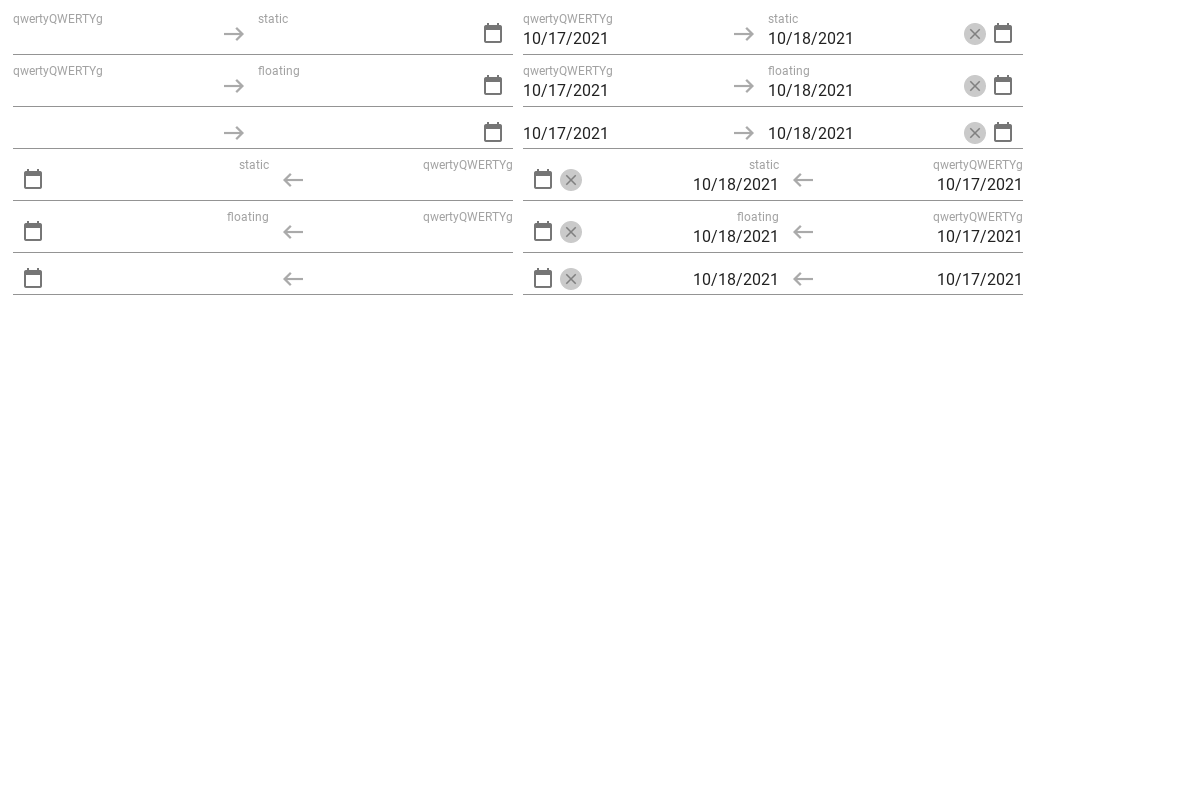 qwertyQWERTYg static qwertyQWERTYg static
10/17/2021 10/18/2021
qwertyQWERTYg floating qwertyQWERTYg floating
10/17/2021 10/18/2021
10/17/2021 10/18/2021
static qwertyQWERTYg static qwertyQWERTYg
10/18/2021 10/17/2021
floating qwertyQWERTYg floating qwertyQWERTYg
10/18/2021 10/17/2021
10/18/2021 10/17/2021